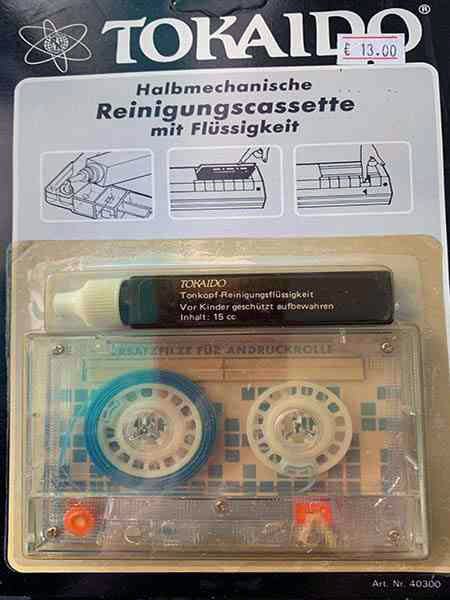 TOKAIDO®
€ 13.00
Halbmechanische
Reinigungscassette
mit Flüssigkeit
TOKAIDO
Tonkopf-Reinigungsflüssigkeit
Vor Kinder geschützt aufbewahren
Inhalt: 15 cc
ERSATZFILZE FÜR ANDRUCKROLLE
Art. Nr. 40300